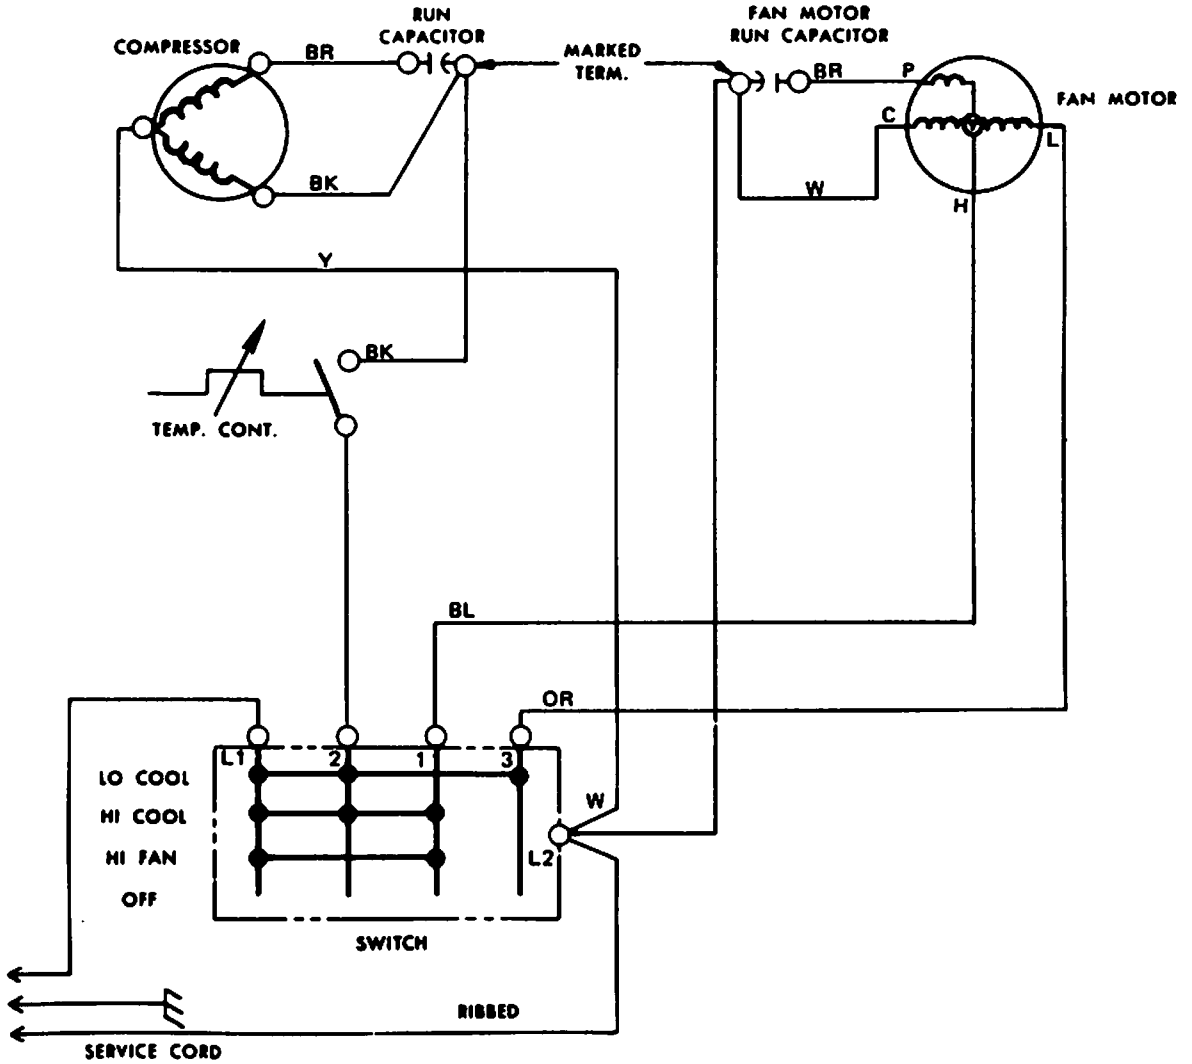 COMPRESSOR
BR
RUN
CAPACITOR
MARKED
TERM.
FAN MOTOR
RUN CAPACITOR
BR
P
FAN MOTOR
C
L
BK
W
H
Y
BK
TEMP. CONT.
BL
OR
L1
2
1
3
LO COOL
HI COOL
W
HI FAN
L2
OFF
SWITCH
RIBBED
SERVICE CORD